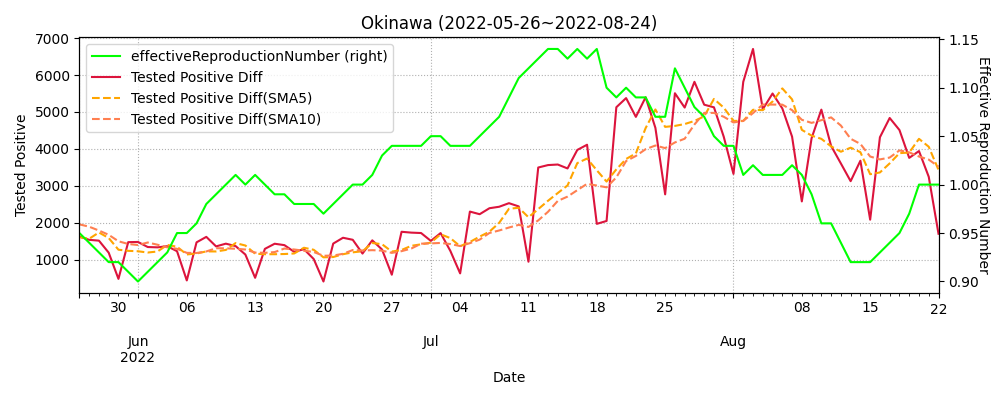 Okinawa (2022-05-26~2022-08-24)
effectiveReproductionNumber (right)
Tested Positive Diff
Tested Positive Diff(SMA5)
Tested Positive Diff(SMA10)
Tested Positive
7000
6000
5000
4000
3000
2000
1000
1.15
1.10
1.05
1.00
0.95
0.90
Effective Reproduction Number
30 06 13 20 27 04 11 18 25 08 15 22
Jun Jul Aug
2022
Date